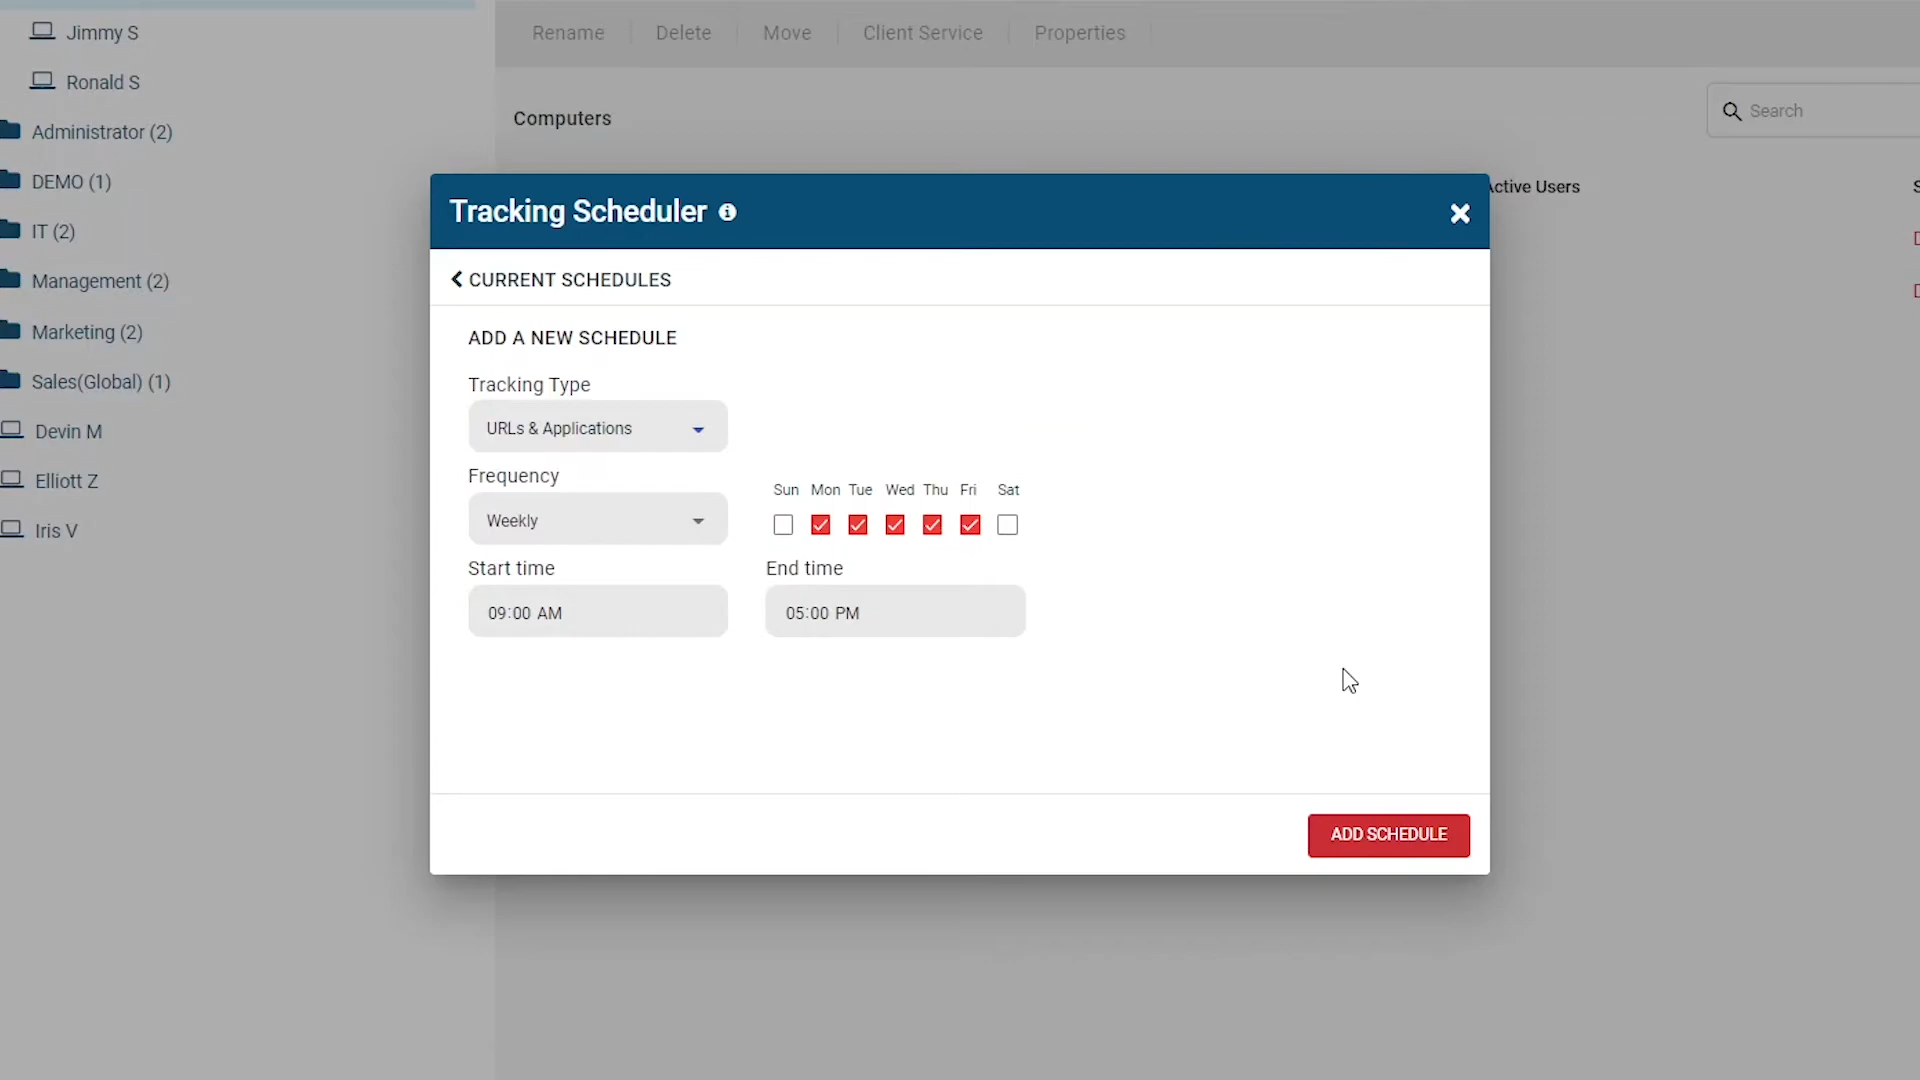 Jimmy S
Ronald S
Administrator (2)
DEMO (1)
IT (2)
Management (2)
Marketing (2)
Sales(Global) (1)
Devin M
Elliott Z
Iris V
Rename Delete Move Client Service Properties
Computers
Search
Active Users
Tracking Scheduler
CURRENT SCHEDULES
ADD A NEW SCHEDULE
Tracking Type
URLs & Applications
Frequency
Weekly
Sun Mon Tue Wed Thu Fri Sat
Start time End time
09:00 AM 05:00 PM
ADD SCHEDULE